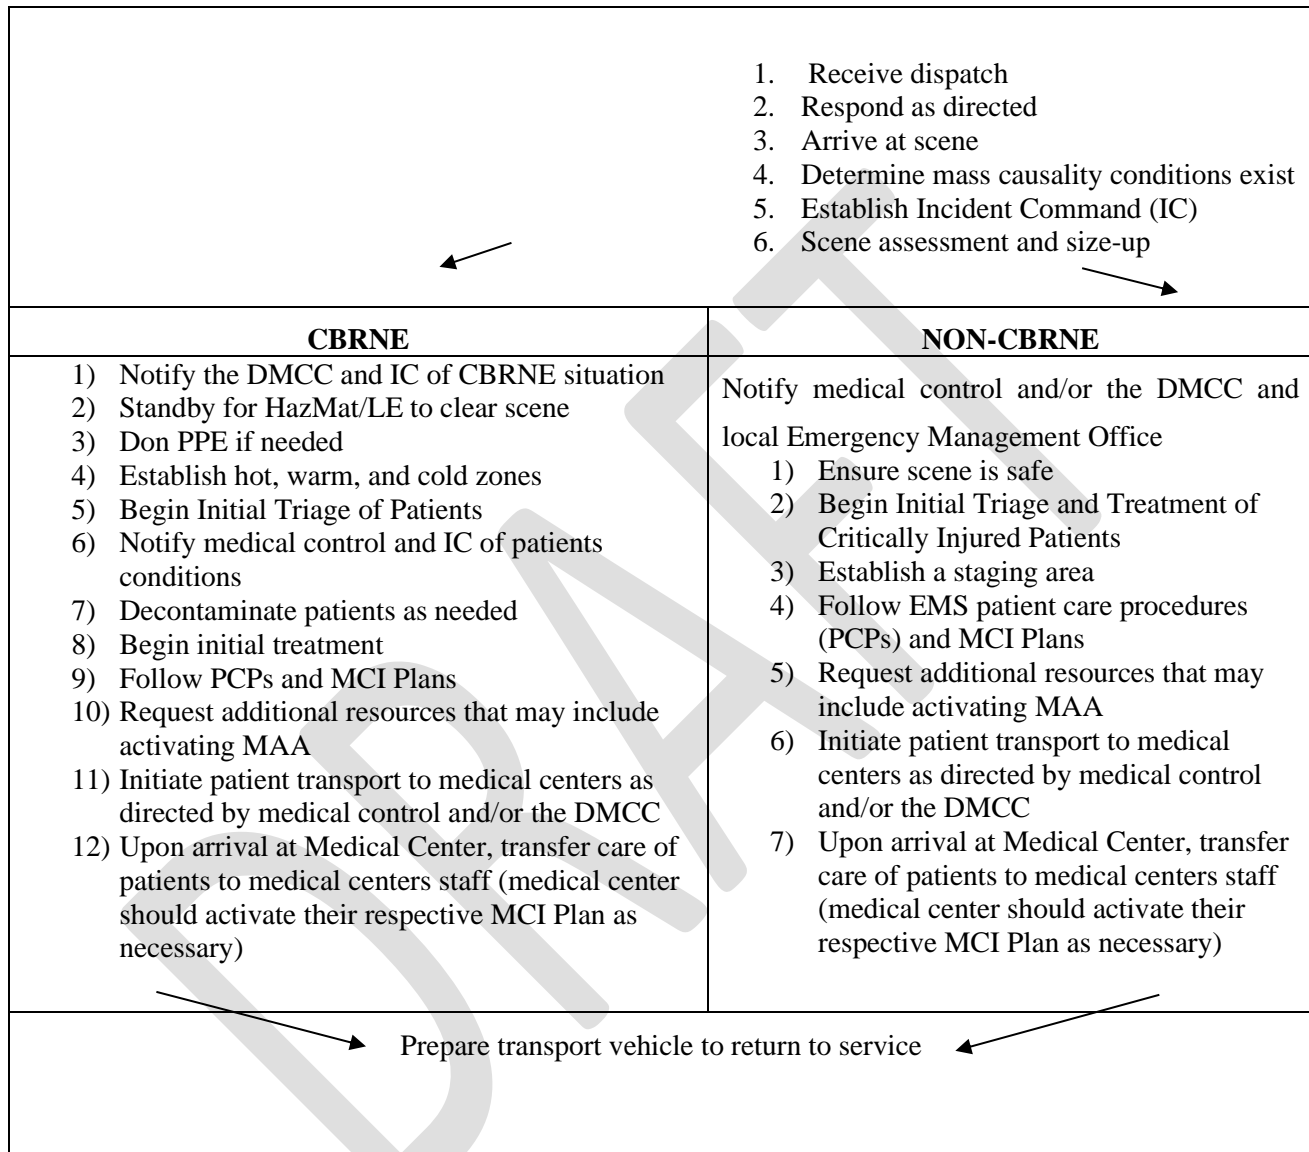 1. Receive dispatch
2. Respond as directed
3. Arrive at scene
4. Determine mass causality conditions exist
5. Establish Incident Command (IC)
6. Scene assessment and size-up
CBRNE
1) Notify the DMCC and IC of CBRNE situation
2) Standby for HazMat/LE to clear scene
3) Don PPE if needed
4) Establish hot, warm, and cold zones
5) Begin Initial Triage of Patients
6) Notify medical control and IC of patients
conditions
7) Decontaminate patients as needed
8) Begin initial treatment
9) Follow PCPs and MCI Plans
10) Request additional resources that may include
activating MAA
11) Initiate patient transport to medical centers as
directed by medical control and/or the DMCC
12) Upon arrival at Medical Center, transfer care of
patients to medical centers staff (medical center
should activate their respective MCI Plan as
necessary)
NON-CBRNE
Notify medical control and/or the DMCC and
local Emergency Management Office
1) Ensure scene is safe
2) Begin Initial Triage and Treatment of
Critically Injured Patients
3) Establish a staging area
4) Follow EMS patient care procedures
(PCPs) and MCI Plans
5) Request additional resources that may
include activating MAA
6) Initiate patient transport to medical
centers as directed by medical control
and/or the DMCC
7) Upon arrival at Medical Center, transfer
care of patients to medical centers staff
(medical center should activate their
respective MCI Plan as necessary)
Prepare transport vehicle to return to service
DRAFT